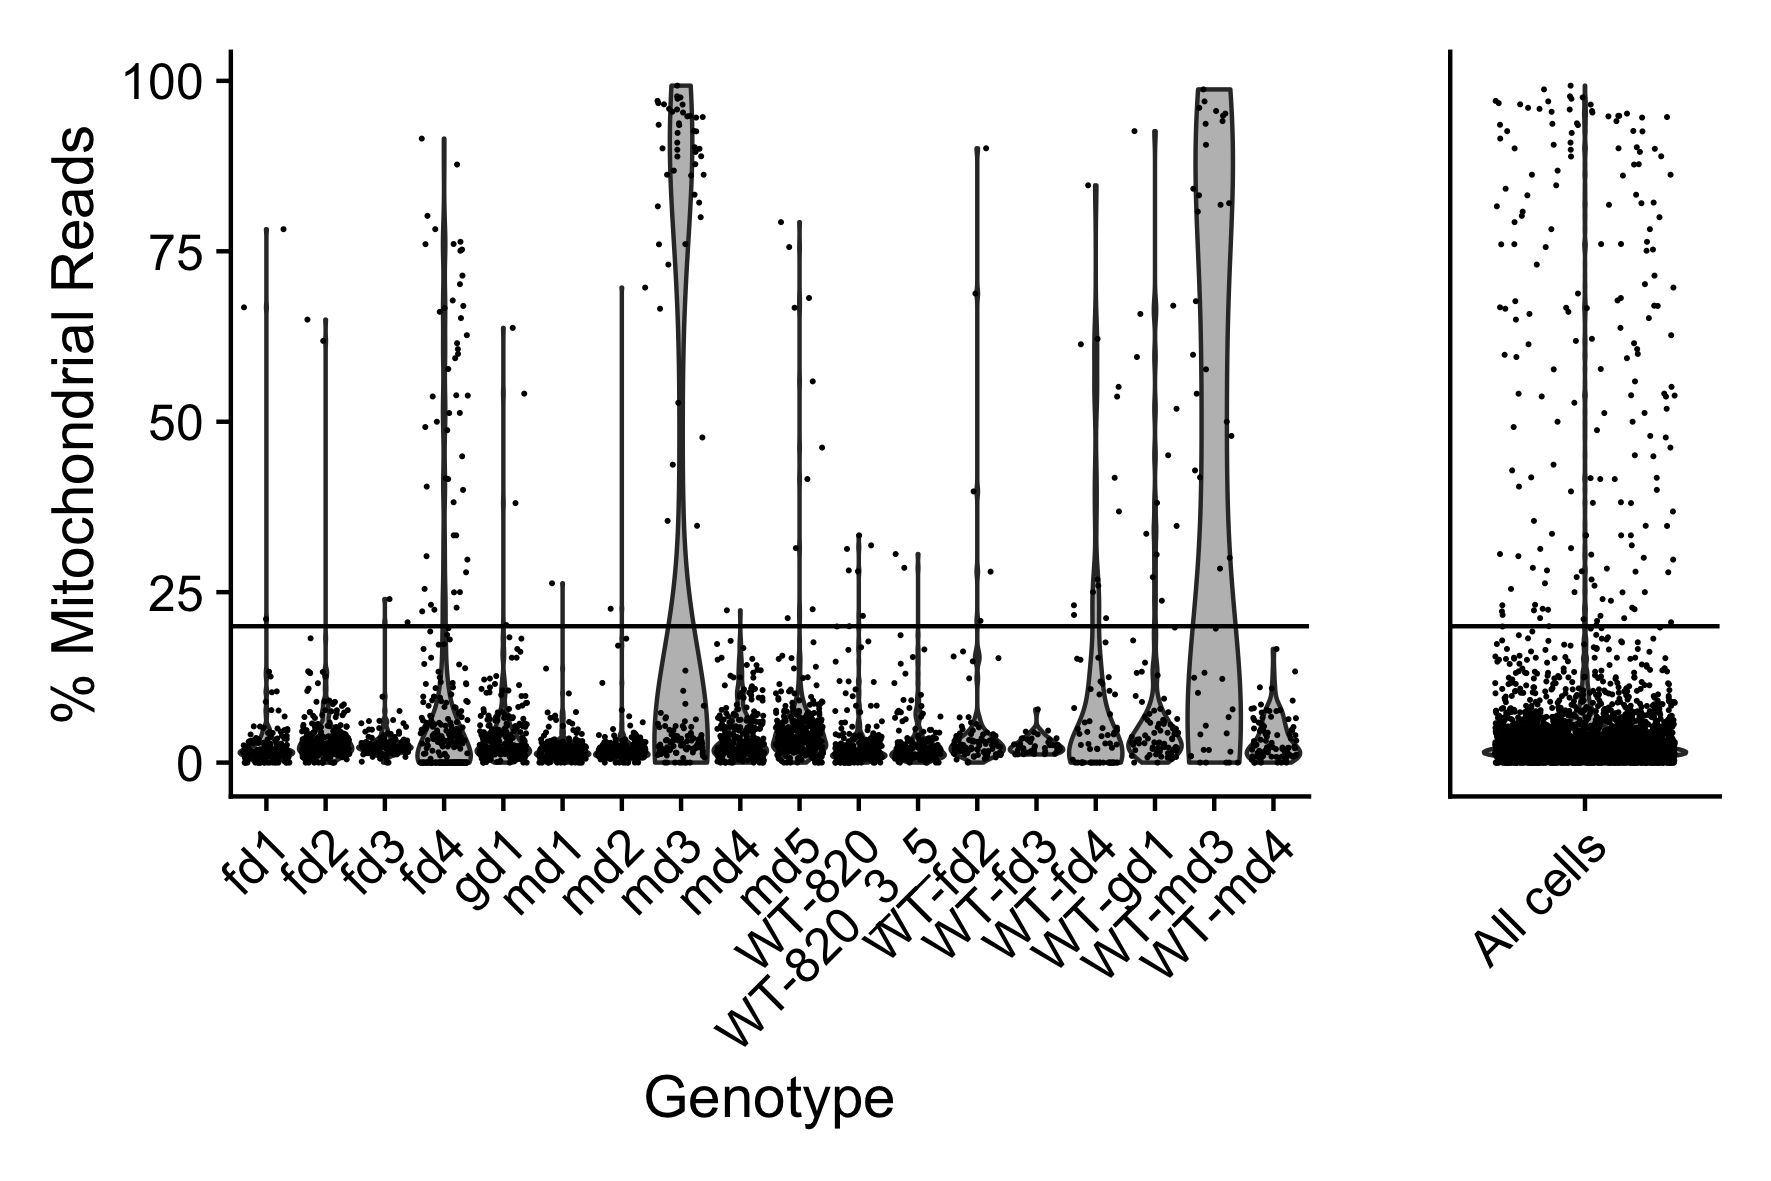 % Mitochondrial Reads
100
75
50
25
0
fd1
fd2
fd3
fd4
gd1
md1
md2
md3
md4
md5
WT-820
WT-820_3_5
WT-fd2
WT-fd3
WT-fd4
WT-gd1
WT-md3
WT-md4
Genotype
All cells